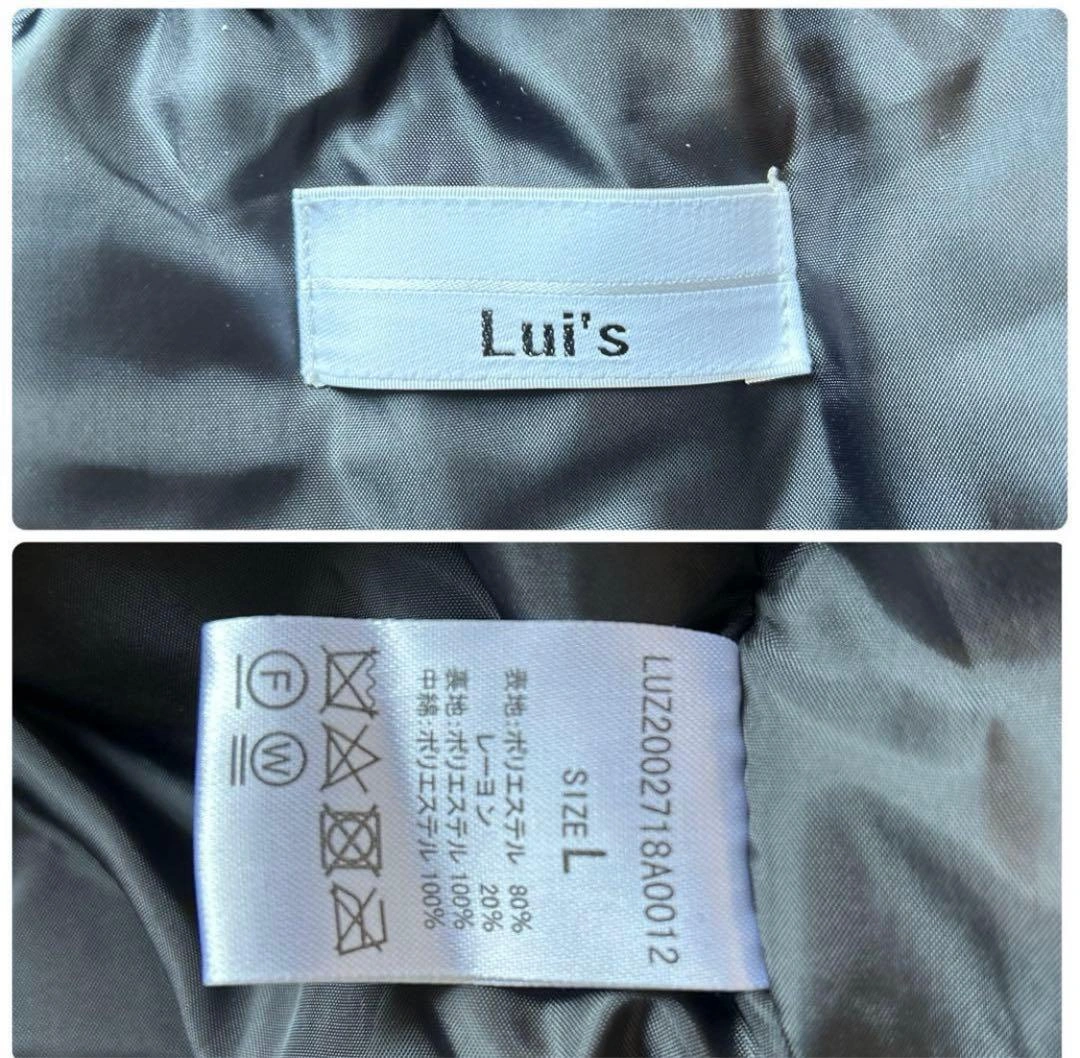 Lui's
LUZ2002718A0012
SIZE L
表地:ポリエステル 80%
レーヨン 20%
裏地:ポリエステル 100%
中綿:ポリエステル 100%
F
W